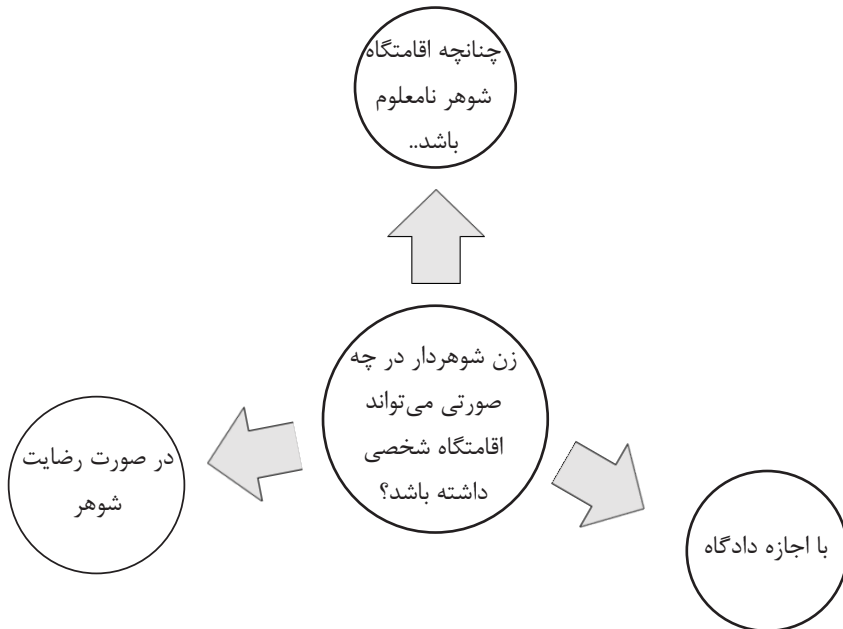 چنانچه اقامتگاه
شوهر نامعلوم
باشد..
زن شوهردار در چه
صورتی می‌تواند
اقامتگاه شخصی
داشته باشد؟
در صورت رضایت
شوهر
با اجازه دادگاه